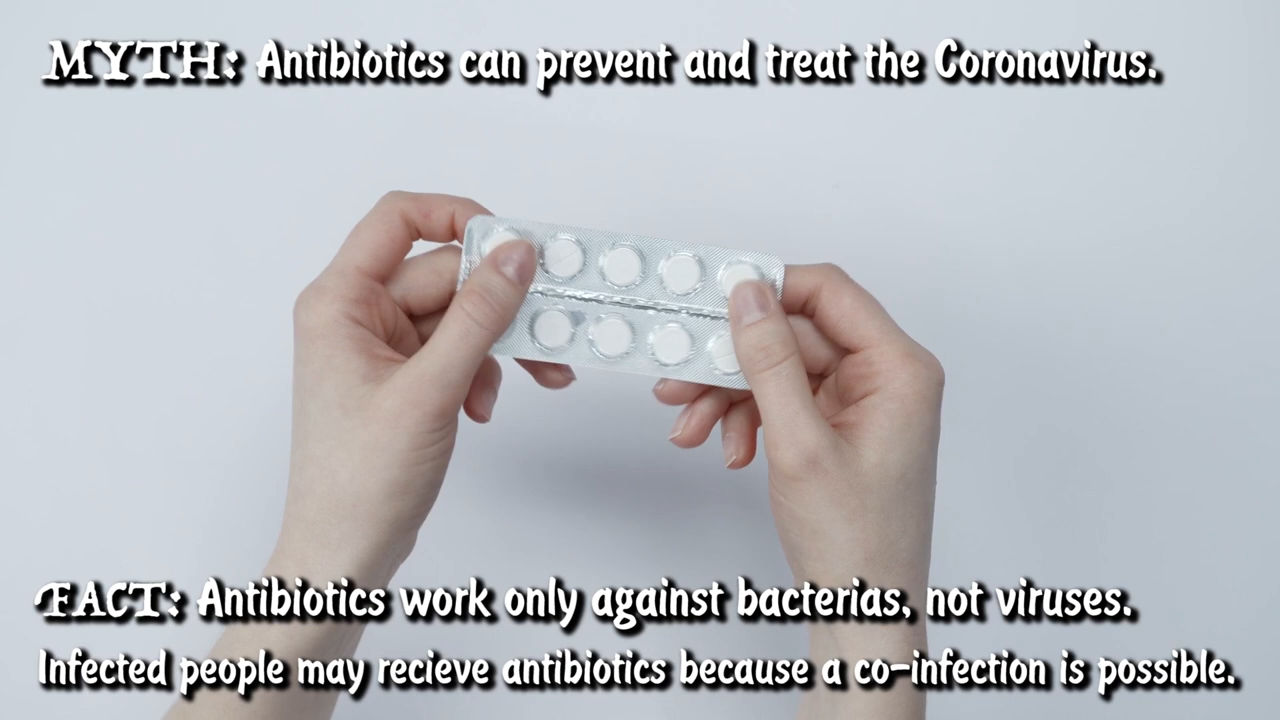 MYTH: Antibiotics can prevent and treat the Coronavirus.
FACT: Antibiotics work only against bacterias, not viruses.
Infected people may recieve antibiotics because a co-infection is possible.